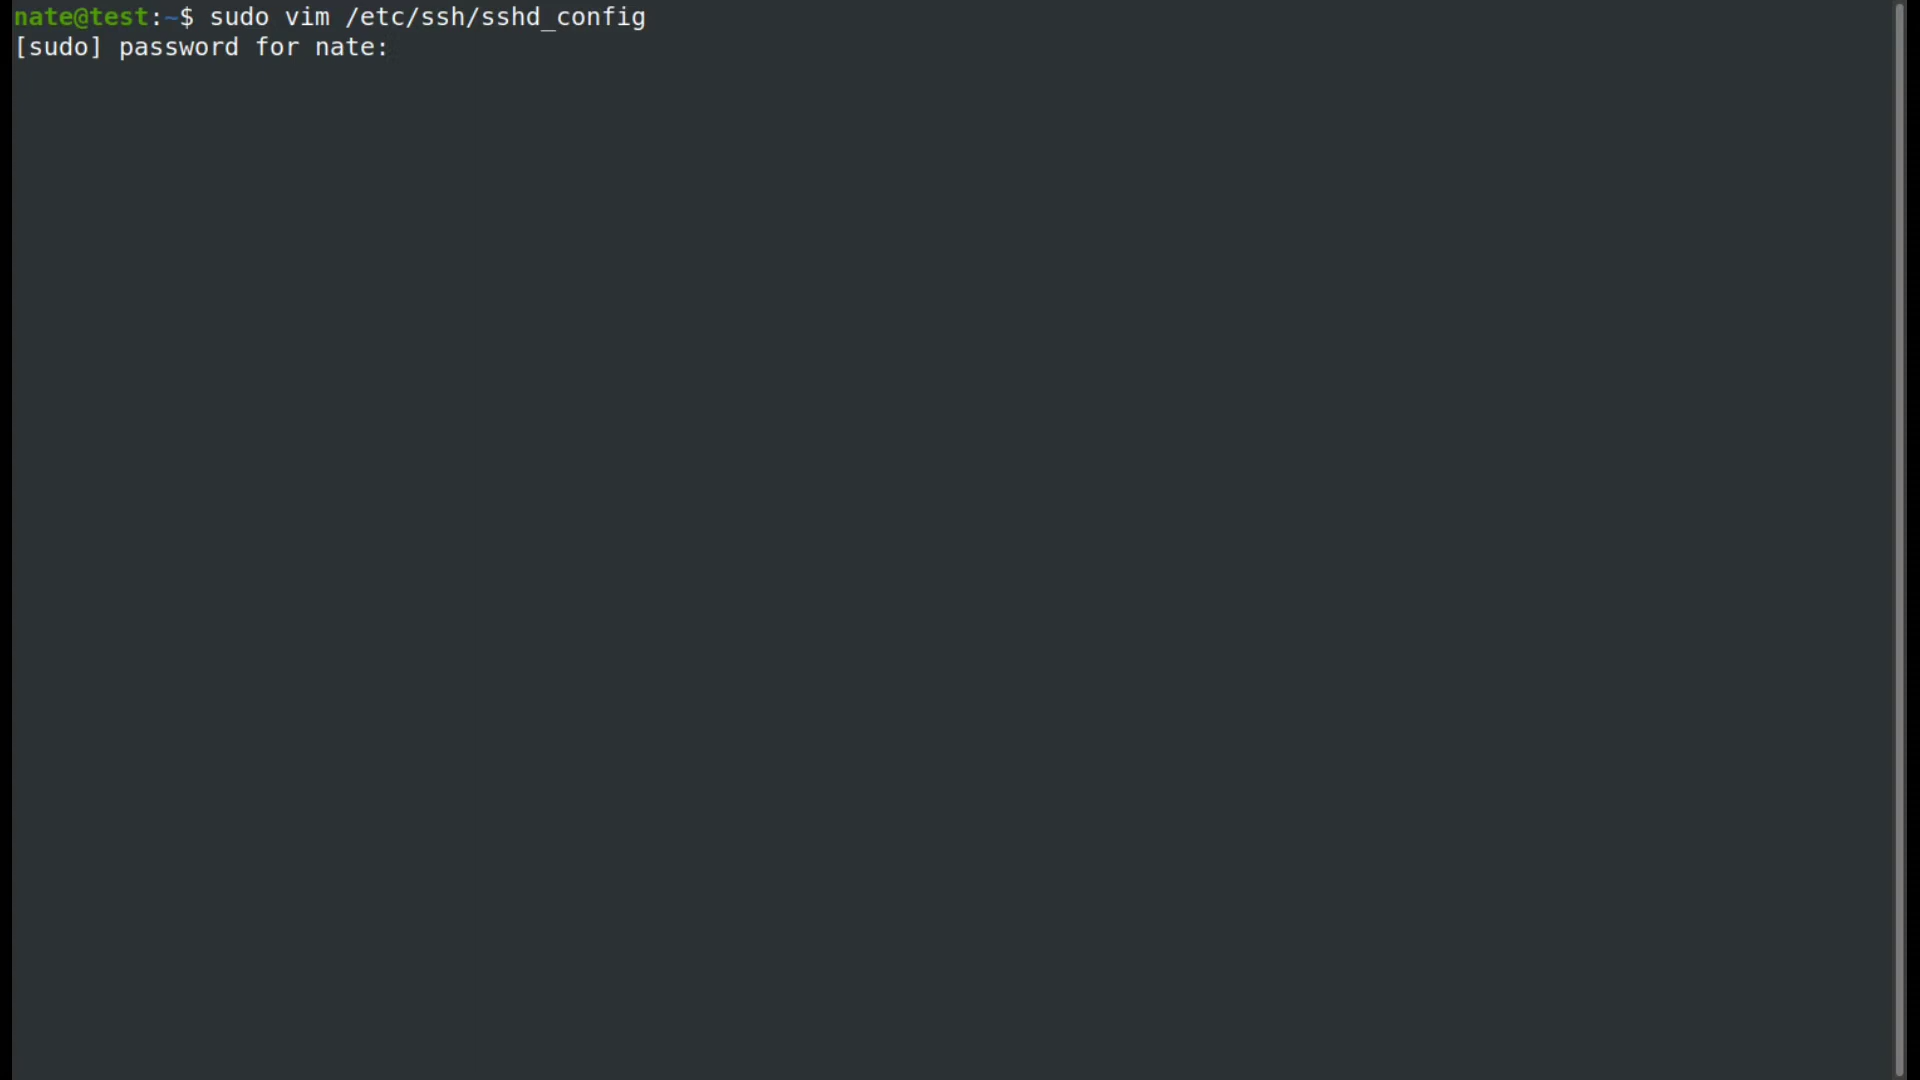 nate@test:~$ sudo vim /etc/ssh/sshd_config
[sudo] password for nate: